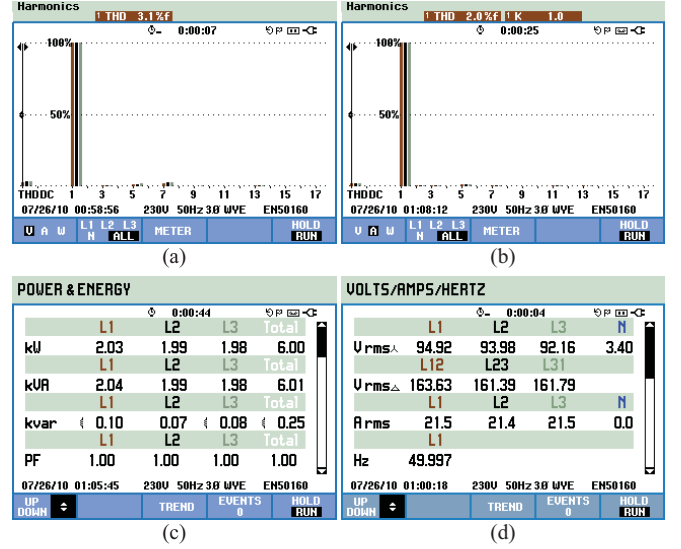 Harmonics
1 THD 3.1%f
0:00:07
100%
50%
THDDC 1 3 5 7 9 11 13 15 17
07/26/10 00:58:56 230V 50Hz 3Ø WYE EN50160
U A W L1 L2 L3 N ALL METER HOLD RUN
(a)
Harmonics
1 THD 2.0%f 1 K 1.0
0:00:25
100%
50%
THDDC 1 3 5 7 9 11 13 15 17
07/26/10 01:08:12 230V 50Hz 3Ø WYE EN50160
U A W L1 L2 L3 N ALL METER HOLD RUN
(b)
POWER & ENERGY
0:00:44
L1 L2 L3 Total
kW 2.03 1.99 1.98 6.00
L1 L2 L3 Total
kVA 2.04 1.99 1.98 6.01
L1 L2 L3 Total
kvar 0.10 0.07 0.08 0.25
L1 L2 L3 Total
PF 1.00 1.00 1.00 1.00
07/26/10 01:05:45 230V 50Hz 3Ø WYE EN50160
UP DOWN TREND EVENTS 0 HOLD RUN
(c)
VOLTS/AMPS/HERTZ
0:00:04
L1 L2 L3 N
Vrms⅄ 94.92 93.98 92.16 3.40
L12 L23 L31
Vrms△ 163.63 161.39 161.79
L1 L2 L3 N
Arms 21.5 21.4 21.5 0.0
L1
Hz 49.997
07/26/10 01:00:18 230V 50Hz 3Ø WYE EN50160
UP DOWN TREND EVENTS 0 HOLD RUN
(d)